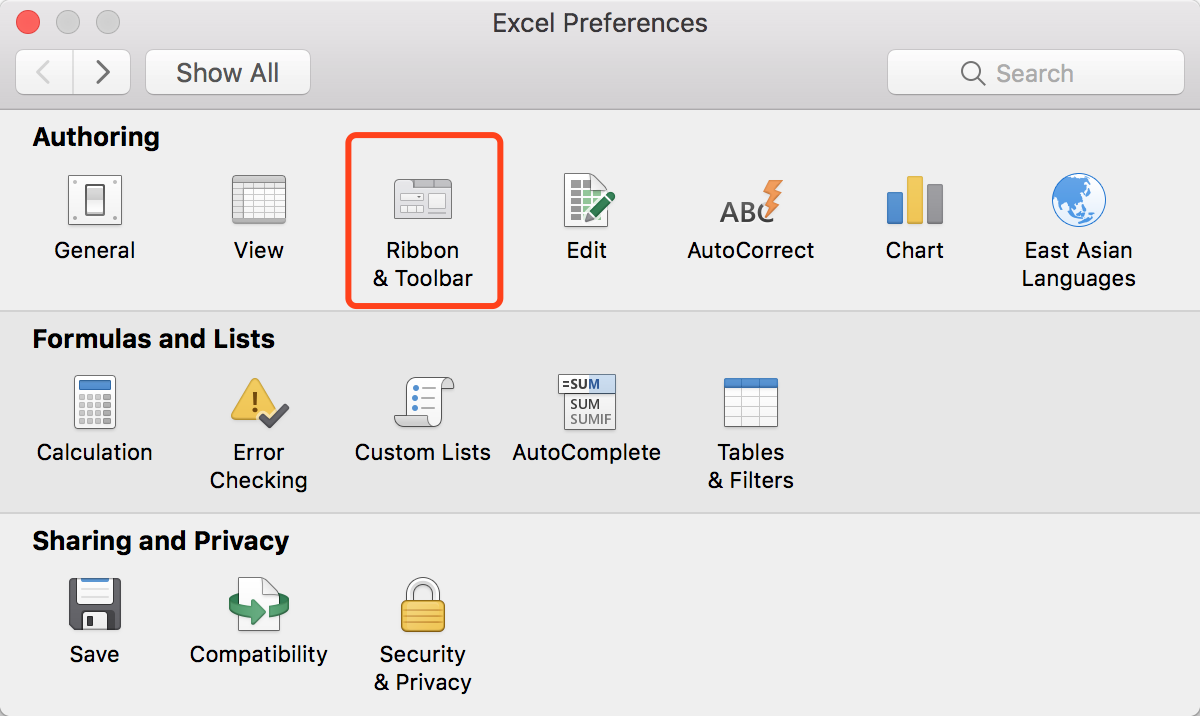 Excel Preferences
Show All
Search
Authoring
General
View
Ribbon
& Toolbar
Edit
ABC
AutoCorrect
Chart
East Asian
Languages
Formulas and Lists
Calculation
Error
Checking
Custom Lists
=SUM
SUM
SUMIF
AutoComplete
Tables
& Filters
Sharing and Privacy
Save
Compatibility
Security
& Privacy